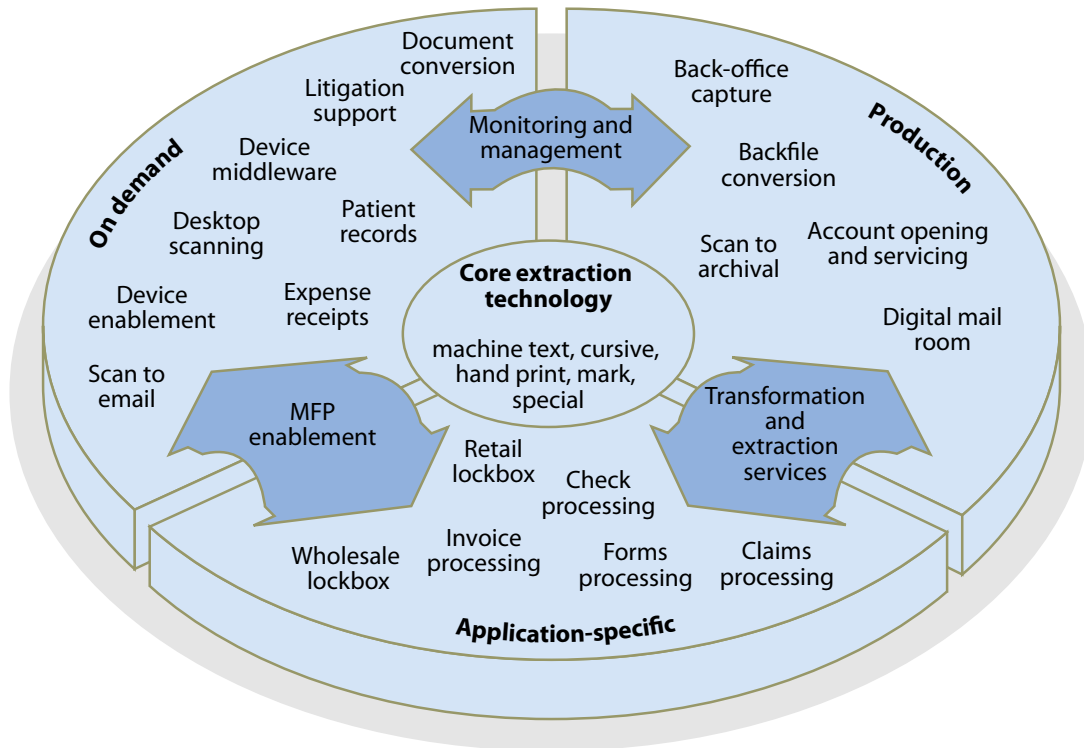 Document
conversion
Litigation
support
Device
middleware
Desktop
scanning
Patient
records
Device
enablement
Expense
receipts
Scan to
email
On demand
Monitoring and
management
Back-office
capture
Production
Backfile
conversion
Scan to
archival
Account opening
and servicing
Digital mail
room
Core extraction
technology
machine text, cursive,
hand print, mark,
special
MFP
enablement
Transformation
and
extraction
services
Retail
lockbox
Check
processing
Wholesale
lockbox
Invoice
processing
Forms
processing
Claims
processing
Application-specific